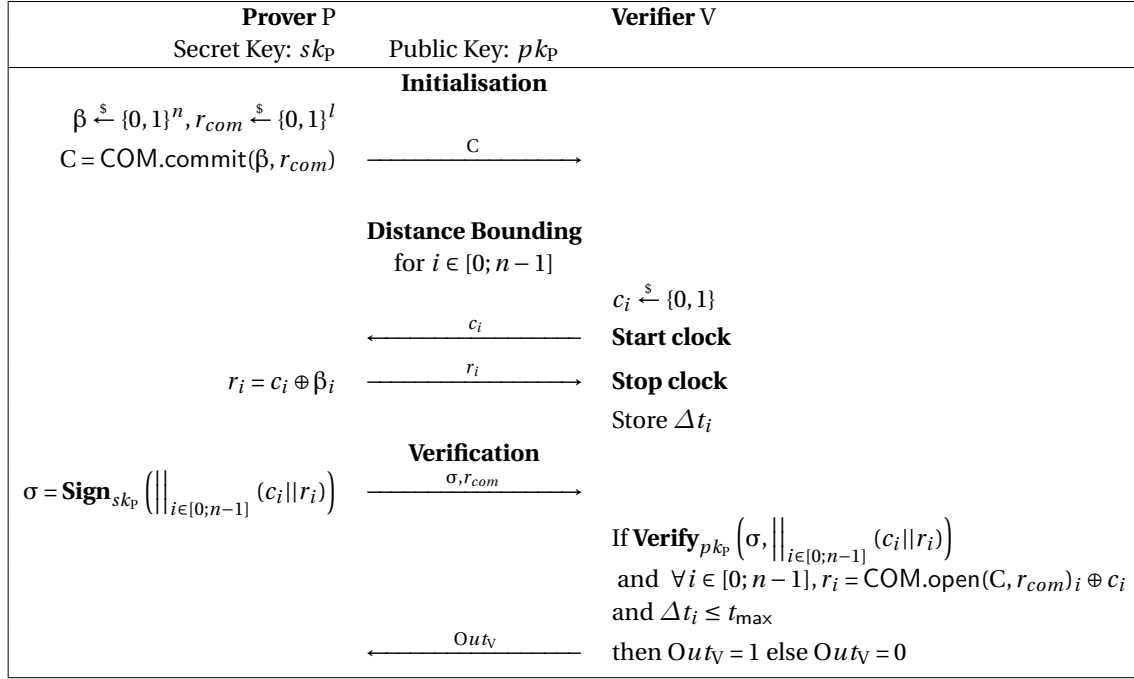 Prover P Verifier V
Secret Key: sk_P Public Key: pk_P
Initialisation
β ←$ {0, 1}^n, r_com ←$ {0, 1}^l
C = COM.commit(β, r_com) C
Distance Bounding
for i ∈ [0; n − 1]
c_i ←$ {0, 1}
c_i Start clock
r_i = c_i ⊕ β_i r_i Stop clock
Store Δt_i
Verification
σ = Sign_{sk_P} (||_{i∈[0;n−1]} (c_i||r_i)) σ, r_com
If Verify_{pk_P} (σ, ||_{i∈[0;n−1]} (c_i||r_i))
and ∀i ∈ [0; n − 1], r_i = COM.open(C, r_com)_i ⊕ c_i
and Δt_i ≤ t_max
Out_V then Out_V = 1 else Out_V = 0